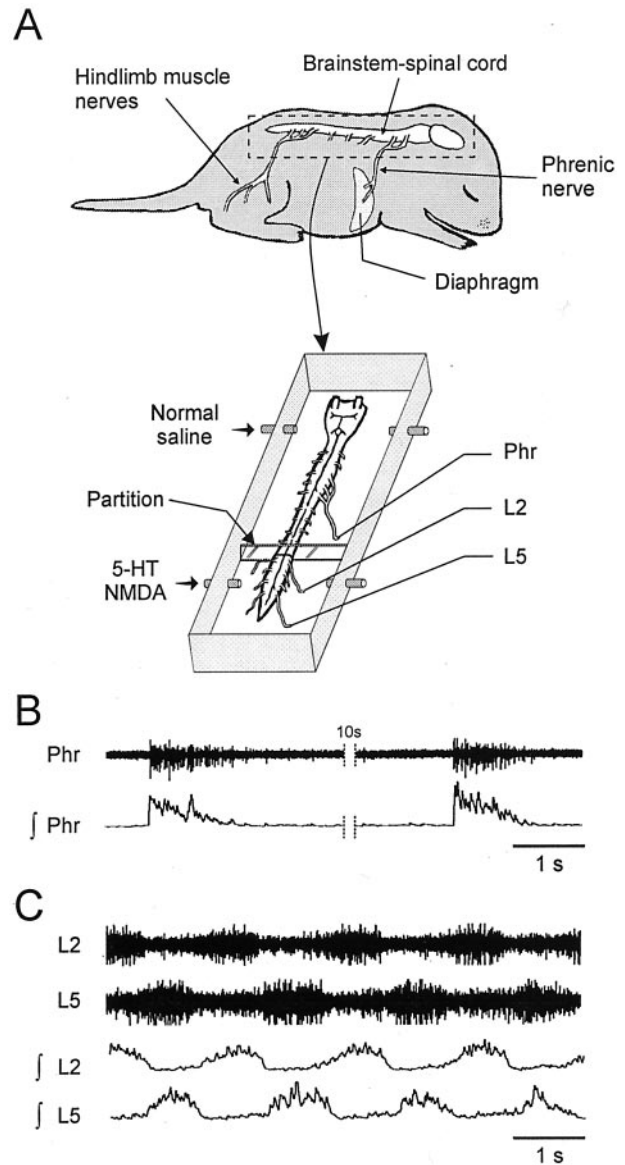 A
Hindlimb muscle
nerves
Brainstem-spinal cord
Phrenic
nerve
Diaphragm
Normal
saline
Partition
5-HT
NMDA
Phr
L2
L5
B
10s
Phr
∫ Phr
1 s
C
L2
L5
∫ L2
∫ L5
1 s